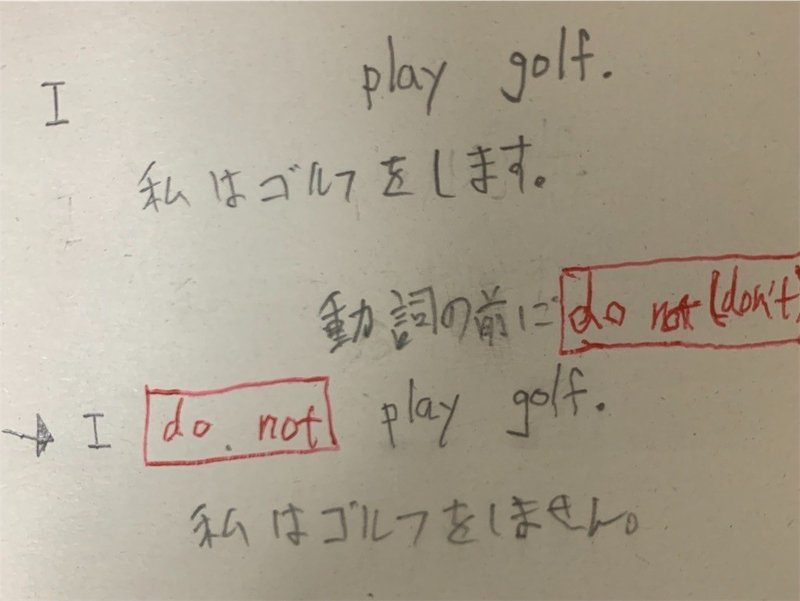 I play golf.
私はゴルフをします。
動詞の前に do not (don't)
→ I do not play golf.
私はゴルフをしません。